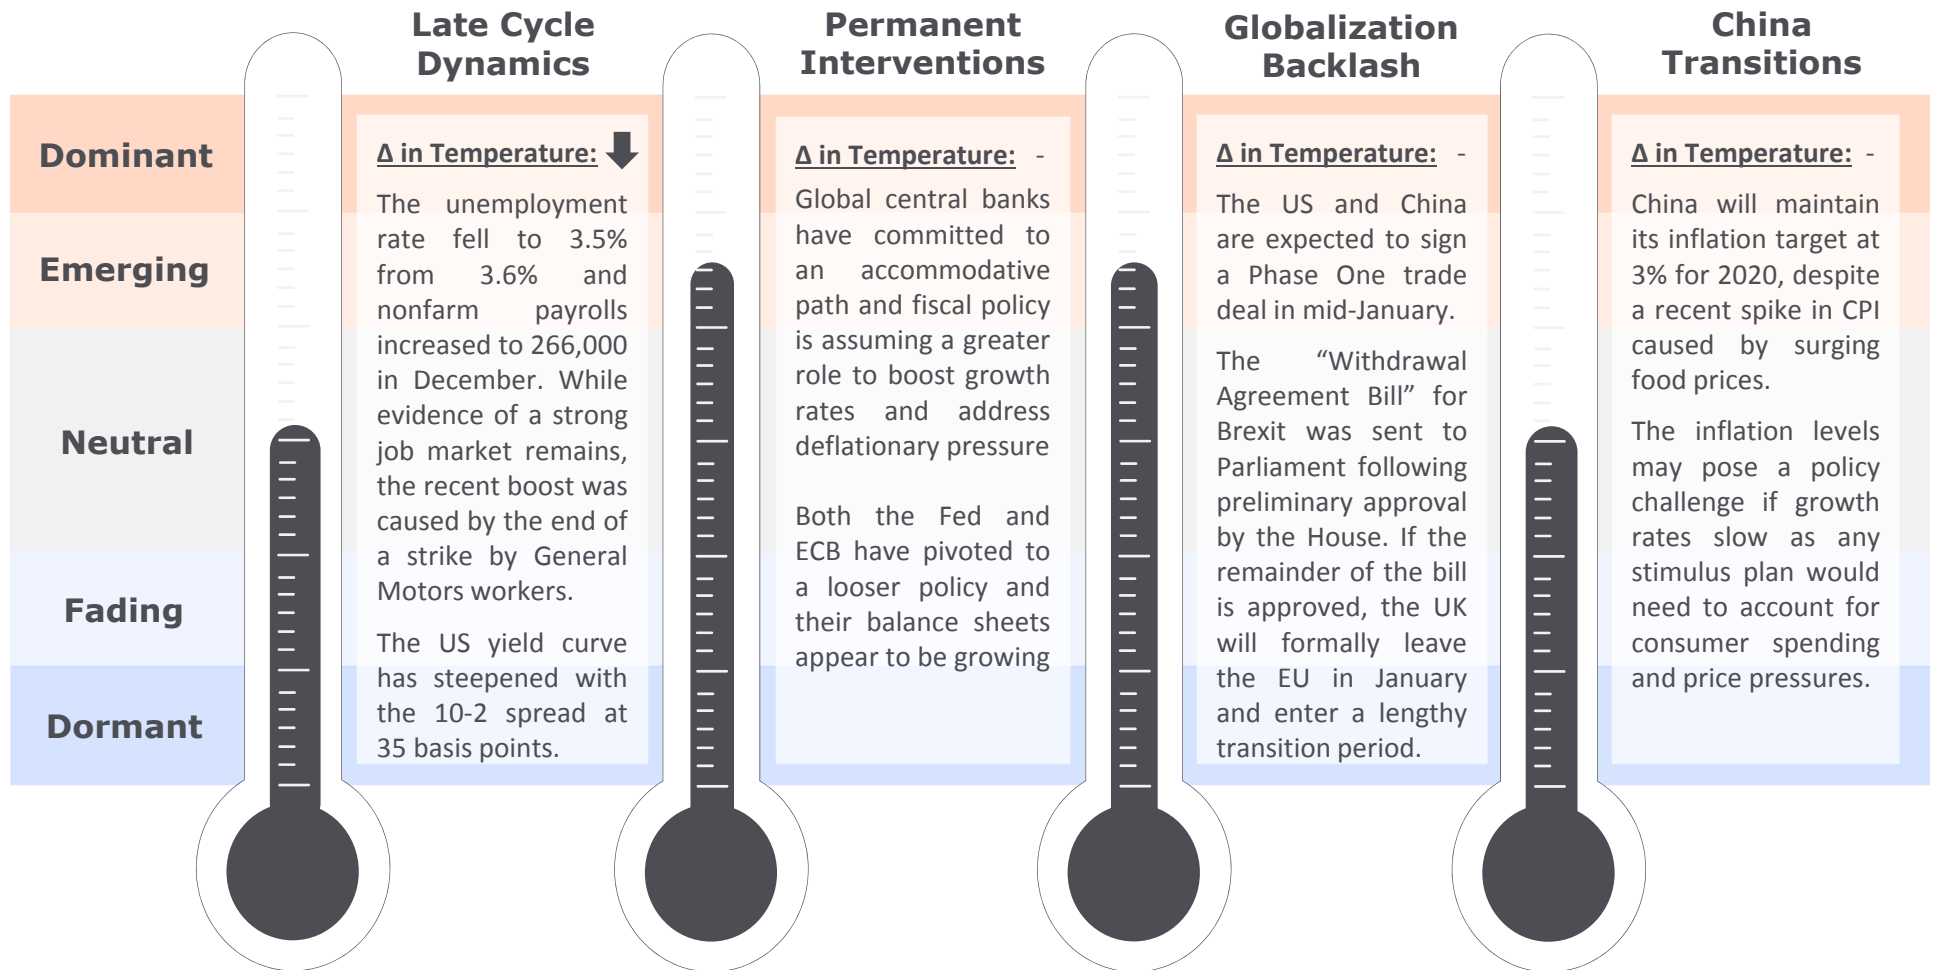 Late Cycle
Dynamics
Permanent
Interventions
Globalization
Backlash
China
Transitions
Dominant
Emerging
Neutral
Fading
Dormant
Δ in Temperature:
The unemployment
rate fell to 3.5%
from 3.6% and
nonfarm payrolls
increased to 266,000
in December. While
evidence of a strong
job market remains,
the recent boost was
caused by the end of
a strike by General
Motors workers.
The US yield curve
has steepened with
the 10-2 spread at
35 basis points.
Δ in Temperature: -
Global central banks
have committed to
an accommodative
path and fiscal policy
is assuming a greater
role to boost growth
rates and address
deflationary pressure
Both the Fed and
ECB have pivoted to
a looser policy and
their balance sheets
appear to be growing
Δ in Temperature: -
The US and China
are expected to sign
a Phase One trade
deal in mid-January.
The “Withdrawal
Agreement Bill” for
Brexit was sent to
Parliament following
preliminary approval
by the House. If the
remainder of the bill
is approved, the UK
will formally leave
the EU in January
and enter a lengthy
transition period.
Δ in Temperature: -
China will maintain
its inflation target at
3% for 2020, despite
a recent spike in CPI
caused by surging
food prices.
The inflation levels
may pose a policy
challenge if growth
rates slow as any
stimulus plan would
need to account for
consumer spending
and price pressures.